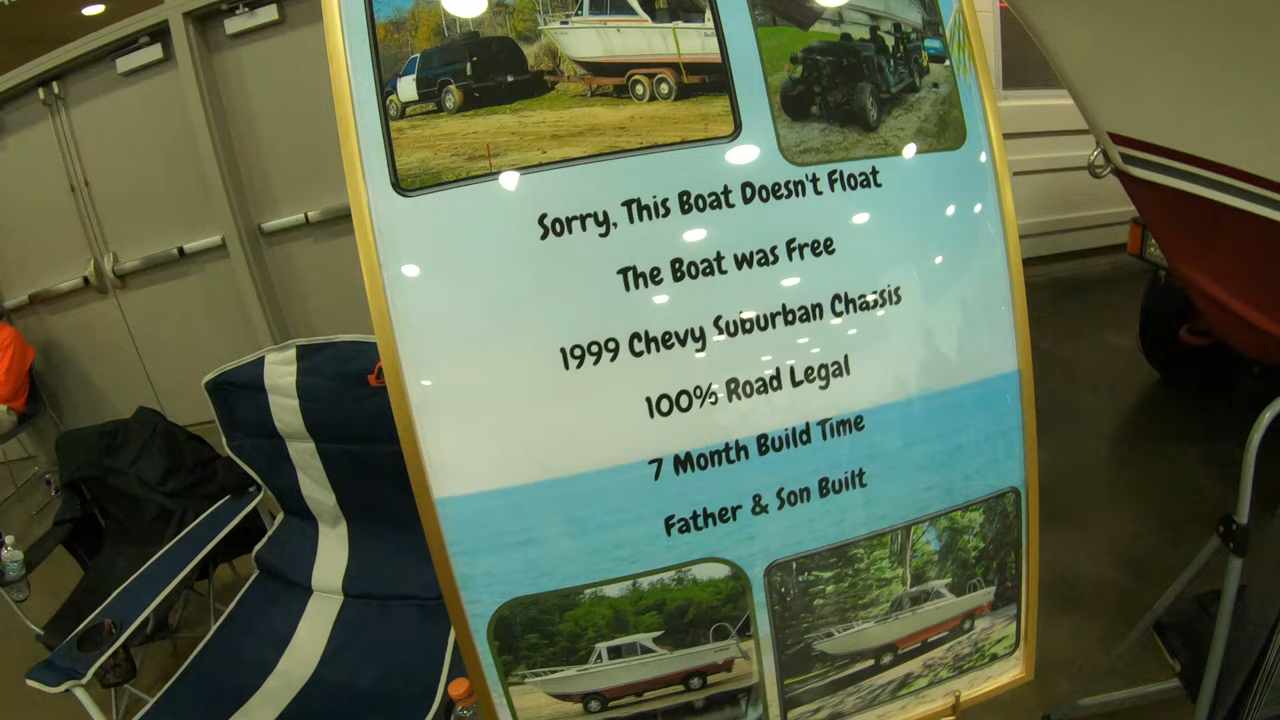 Sorry, This Boat Doesn't Float
The Boat was Free
1999 Chevy Suburban Chassis
100% Road Legal
7 Month Build Time
Father & Son Built